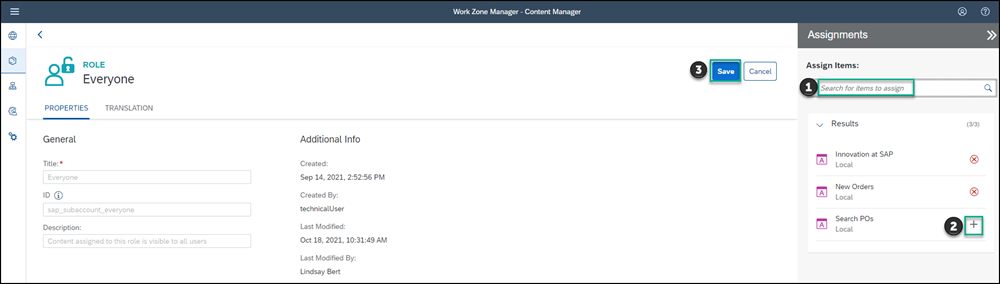 Work Zone Manager - Content Manager
ROLE
Everyone
3
Save
Cancel
PROPERTIES
TRANSLATION
General
Title: *
Everyone
ID
sap_subaccount_everyone
Description:
Content assigned to this role is visible to all users
Additional Info
Created:
Sep 14, 2021, 2:52:56 PM
Created By:
technicalUser
Last Modified:
Oct 18, 2021, 10:31:49 AM
Last Modified By:
Lindsay Bert
Assignments
Assign Items:
1
Search for items to assign
Results
(3/3)
A
Innovation at SAP
Local
A
New Orders
Local
A
Search POs
Local
2